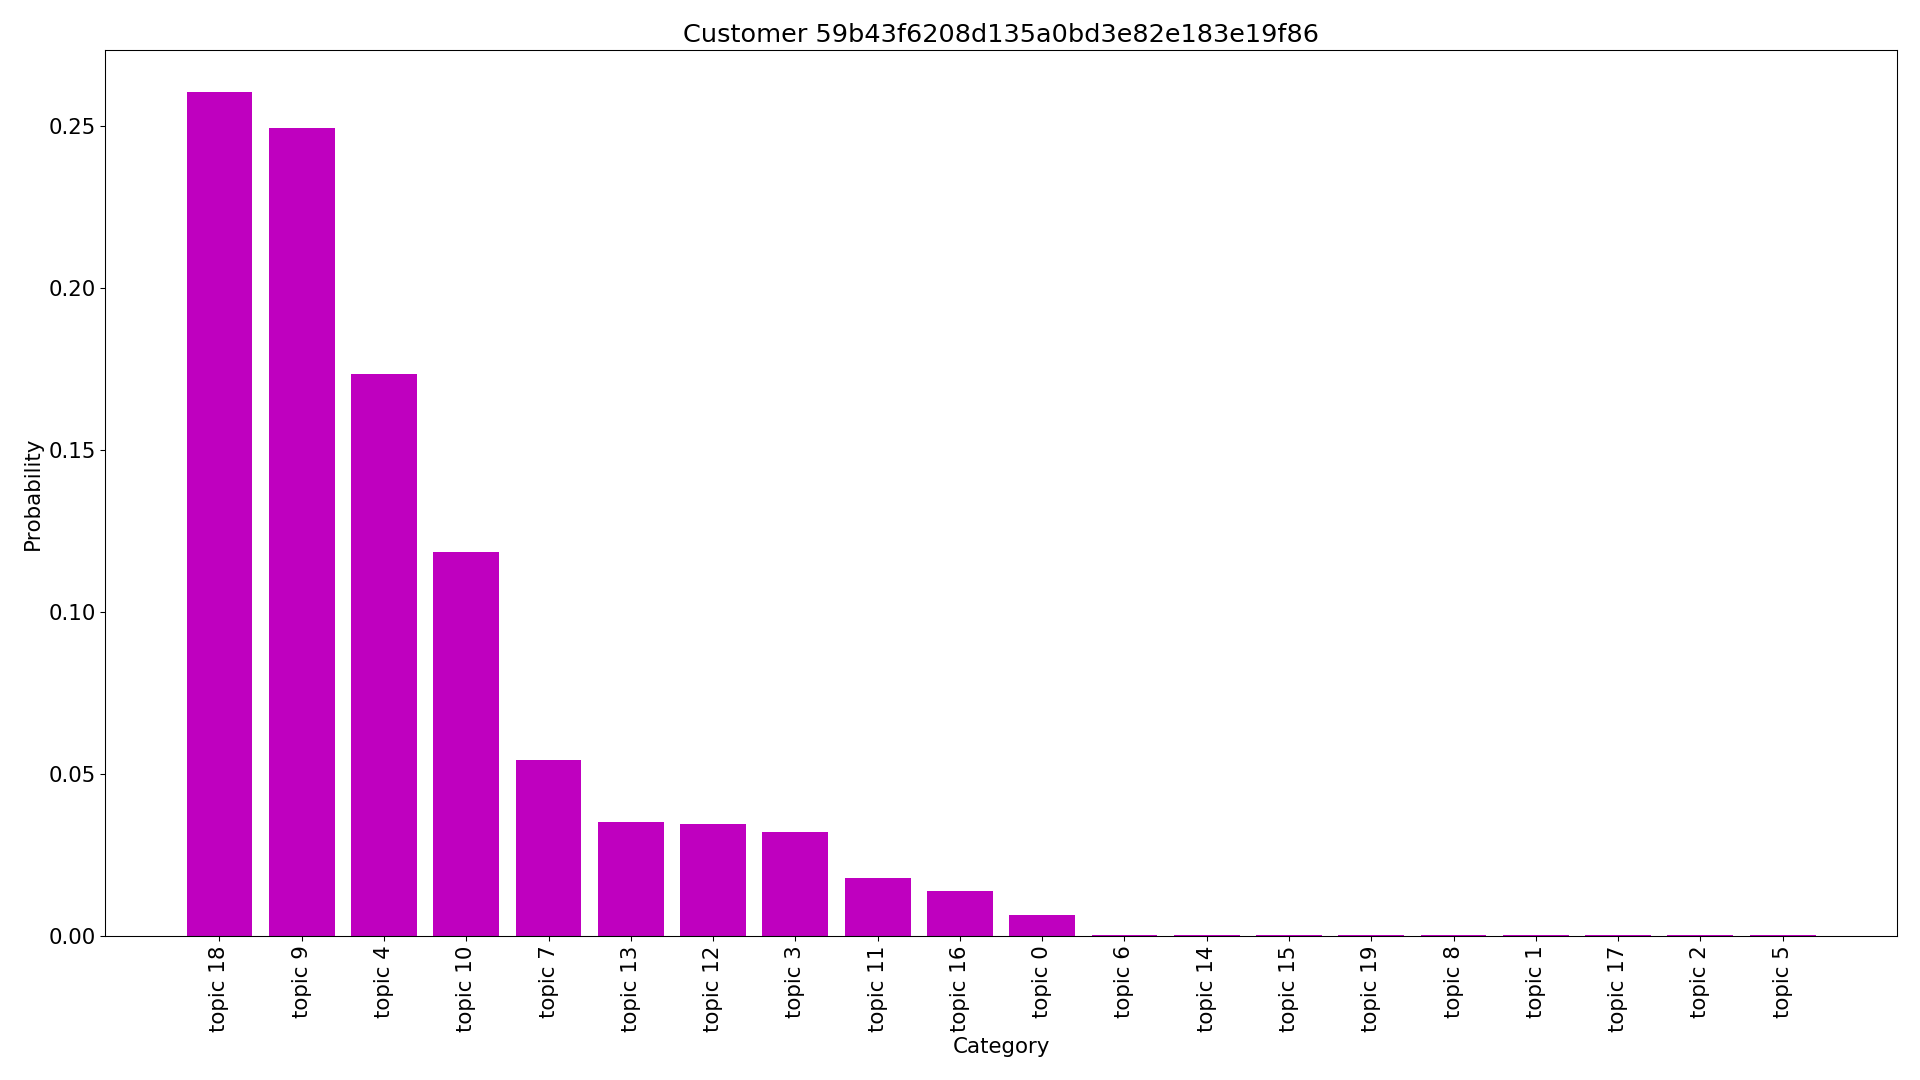 Customer 59b43f6208d135a0bd3e82e183e19f86
Probability
0.25
0.20
0.15
0.10
0.05
0.00
topic 18
topic 9
topic 4
topic 10
topic 7
topic 13
topic 12
topic 3
topic 11
topic 16
topic 0
topic 6
topic 14
topic 15
topic 19
topic 8
topic 1
topic 17
topic 2
topic 5
Category